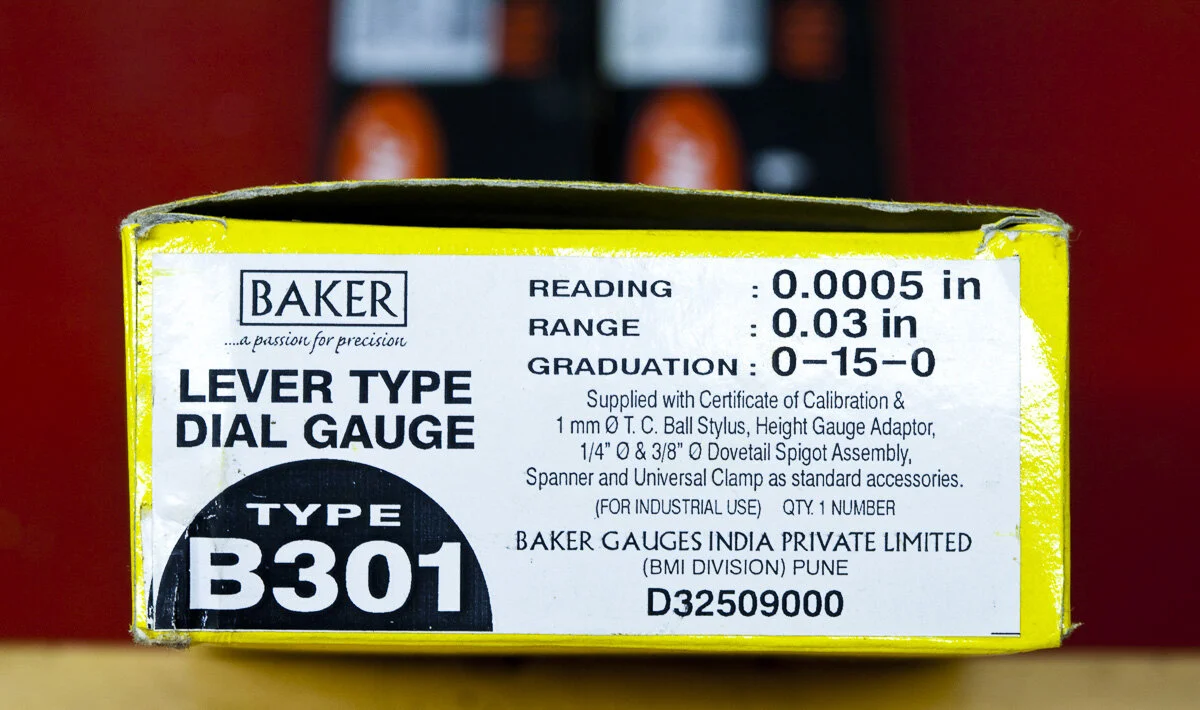 BAKER
....a passion for precision
LEVER TYPE
DIAL GAUGE
TYPE
B301
READING : 0.0005 in
RANGE : 0.03 in
GRADUATION : 0–15–0
Supplied with Certificate of Calibration &
1 mm Ø T. C. Ball Stylus, Height Gauge Adaptor,
1/4" Ø & 3/8" Ø Dovetail Spigot Assembly,
Spanner and Universal Clamp as standard accessories.
(FOR INDUSTRIAL USE) QTY. 1 NUMBER
BAKER GAUGES INDIA PRIVATE LIMITED
(BMI DIVISION) PUNE
D32509000